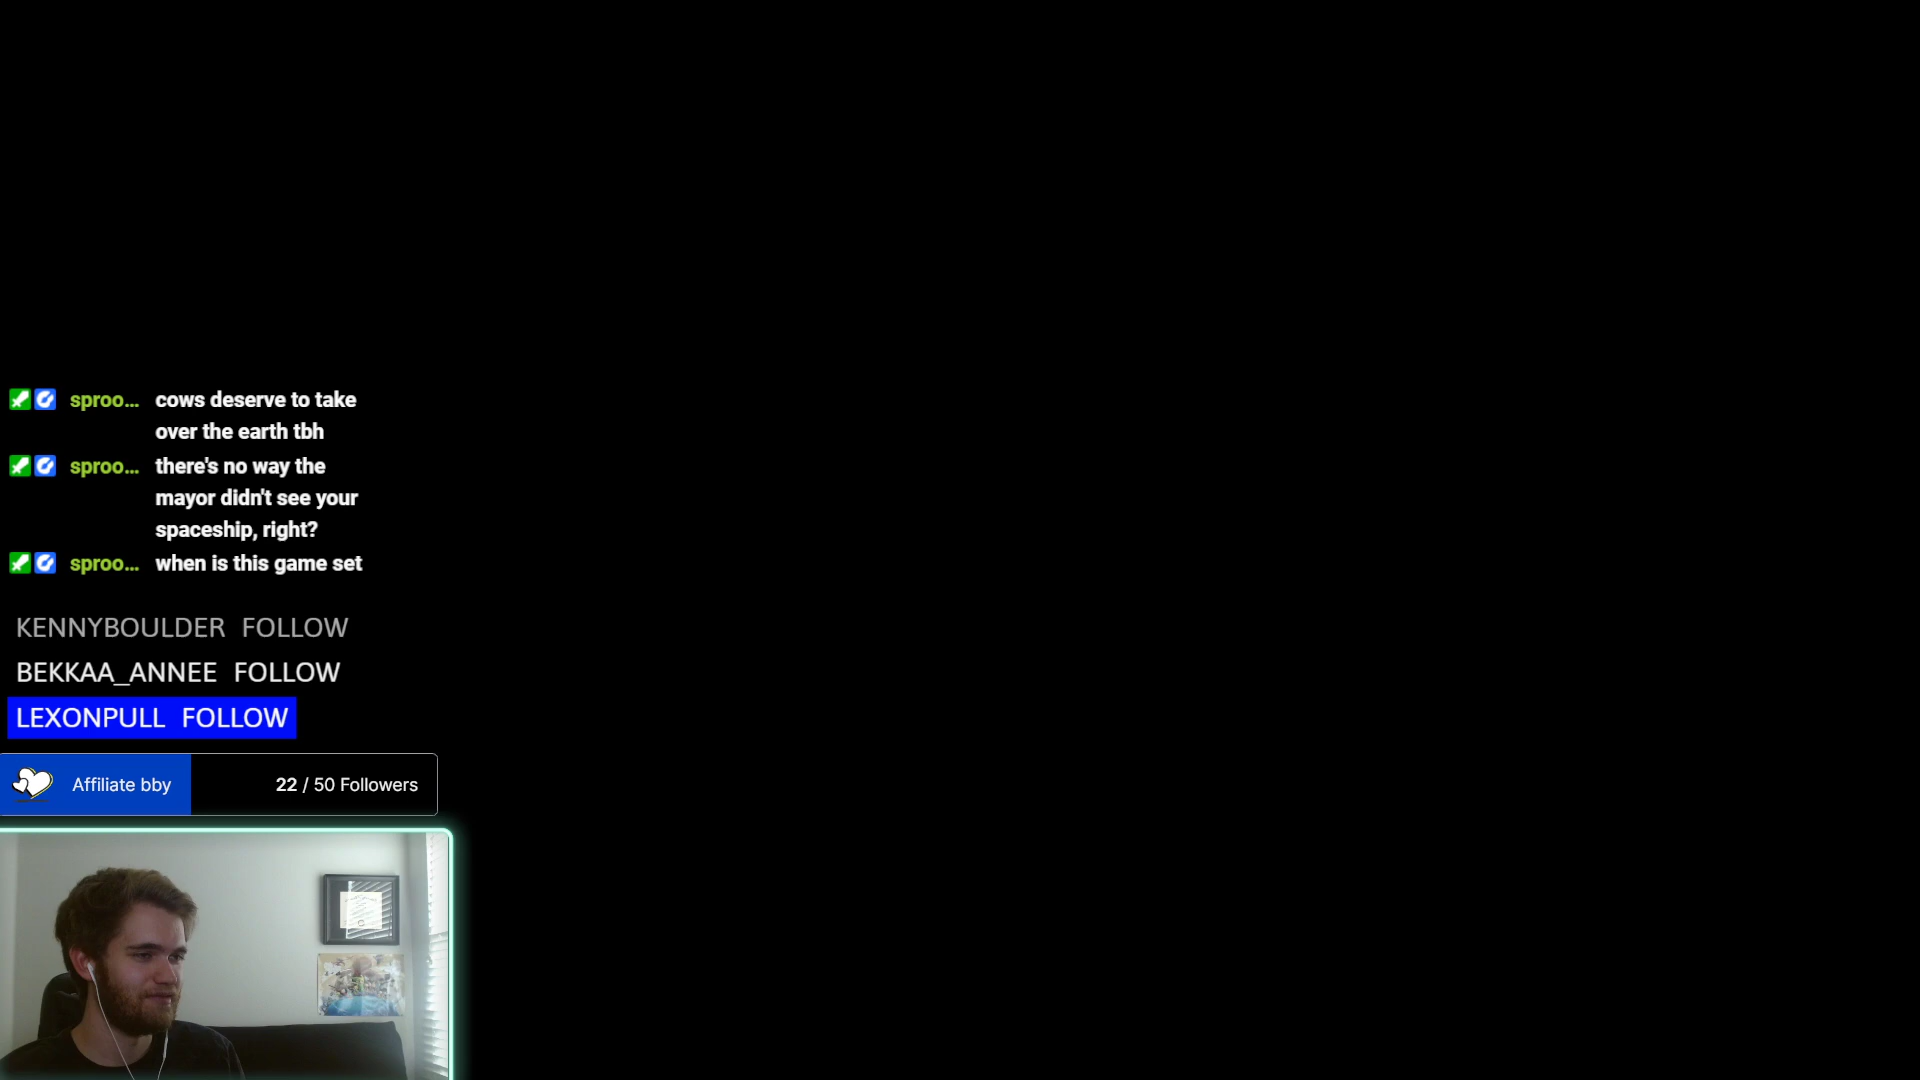 sproo... cows deserve to take
over the earth tbh
sproo... there's no way the
mayor didn't see your
spaceship, right?
sproo... when is this game set
KENNYBOULDER FOLLOW
BEKKAA_ANNEE FOLLOW
LEXONPULL FOLLOW
Affiliate bby 22 / 50 Followers